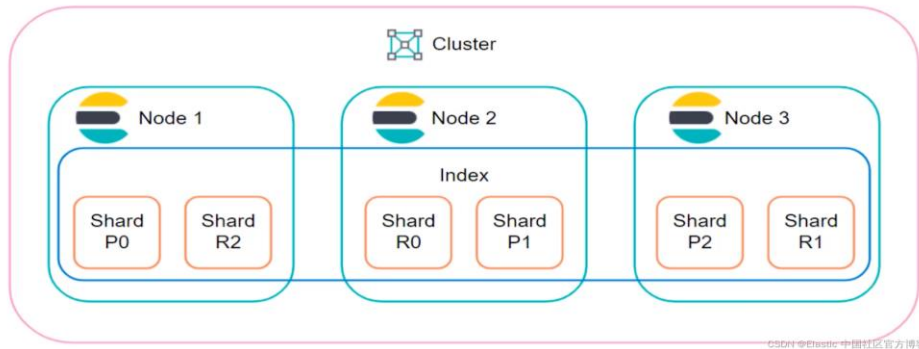 Cluster
Node 1
Node 2
Node 3
Index
Shard
P0
Shard
R2
Shard
R0
Shard
P1
Shard
P2
Shard
R1
CSDN @Elastic 中国社区官方博